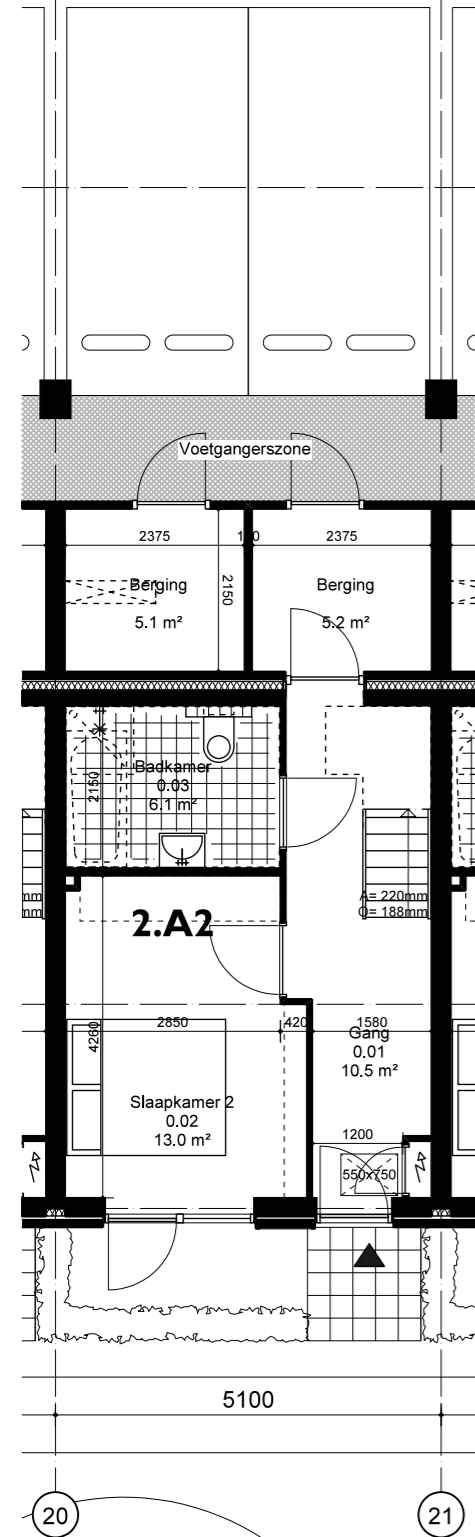 Voetgangerszone
2375
2375
2150
Berging
5.1 m²
Berging
5.2 m²
2150
Badkamer
0.03
6.1 m²
mm
mm
A= 220mm
O= 188mm
2.A2
4260
2850
420
1580
Gang
0.01
10.5 m²
Slaapkamer 2
0.02
13.0 m²
1200
550x750
5100
20
21